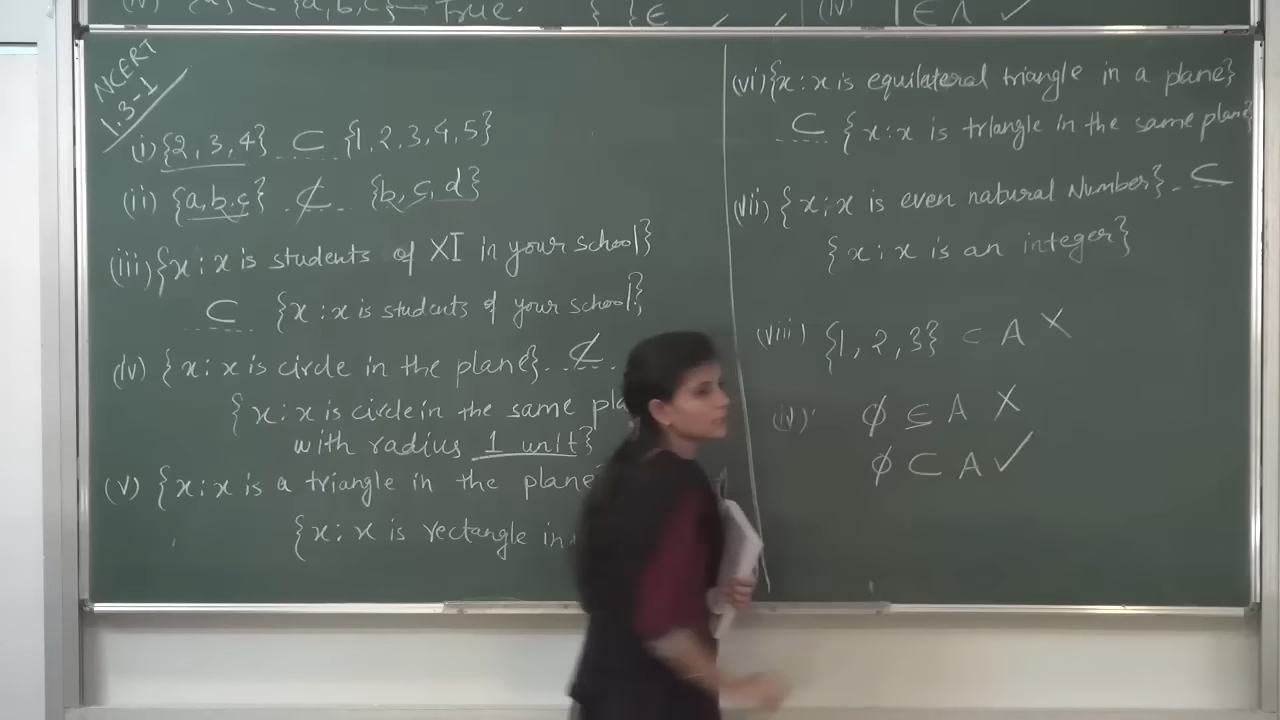 {a,b,c} True.
∈ A ✓
NCERT
1.3-1
(i) {2, 3, 4} ⊂ {1, 2, 3, 4, 5}
(ii) {a, b, c} ⊄ {b, c, d}
(iii) {x : x is students of XI in your school}
⊂ {x : x is students of your school}
(iv) {x : x is circle in the plane} ⊄
{x : x is circle in the same
with radius 1 unit}
(v) {x : x is a triangle in the plane
{x : x is rectangle in
(vi) {x : x is equilateral triangle in a plane}
⊂ {x : x is triangle in the same plane}
(vii) {x : x is even natural Number} ⊂
{x : x is an integer}
(viii) {1, 2, 3} ⊂ A X
(iv) ϕ ⊆ A X
ϕ ⊂ A ✓